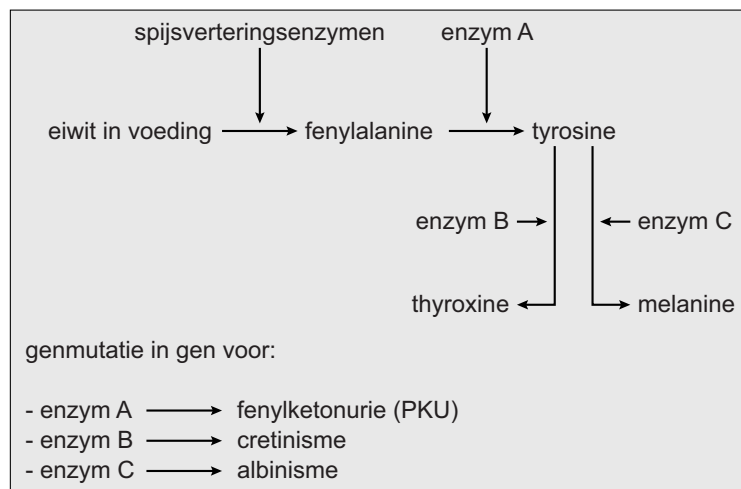 spijsverteringsenzymen enzym A
eiwit in voeding fenylalanine tyrosine
enzym B enzym C
thyroxine melanine
genmutatie in gen voor:
- enzym A fenylketonurie (PKU)
- enzym B cretinisme
- enzym C albinisme